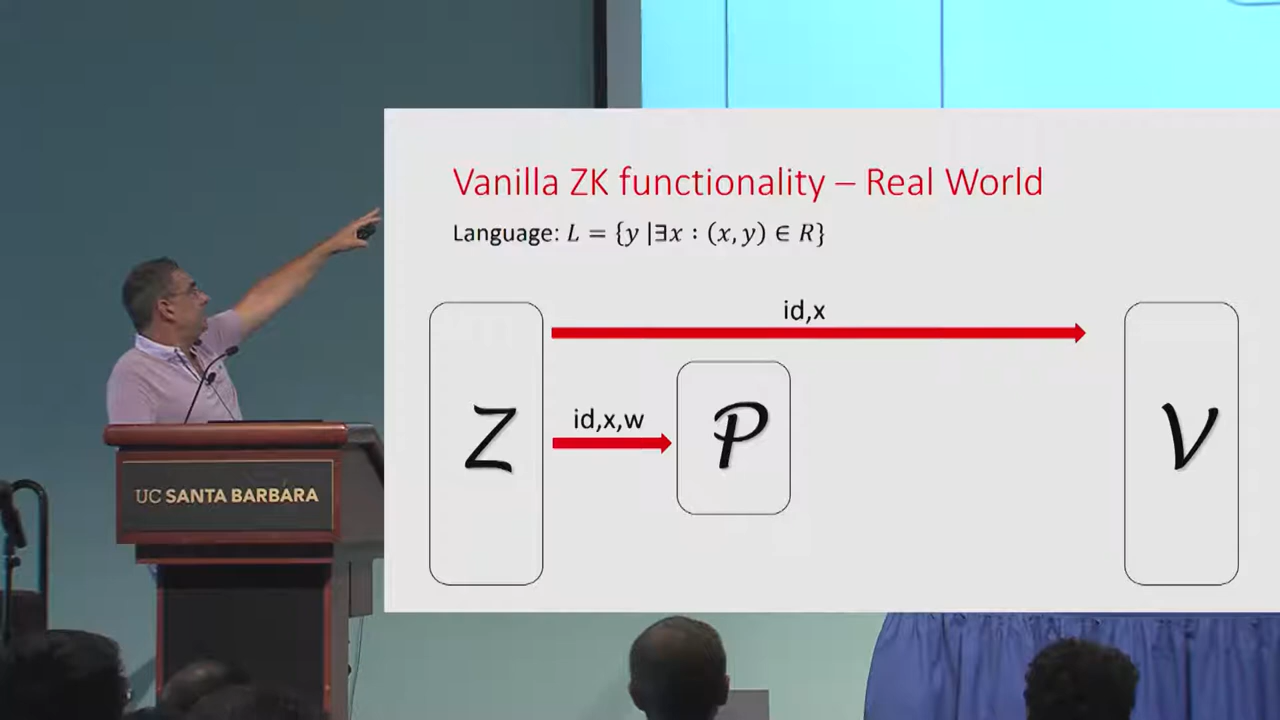 Vanilla ZK functionality – Real World
Language: L = {y |∃x : (x, y) ∈ R}
id,x
id,x,w
Z
P
V
UC SANTA BARBARA